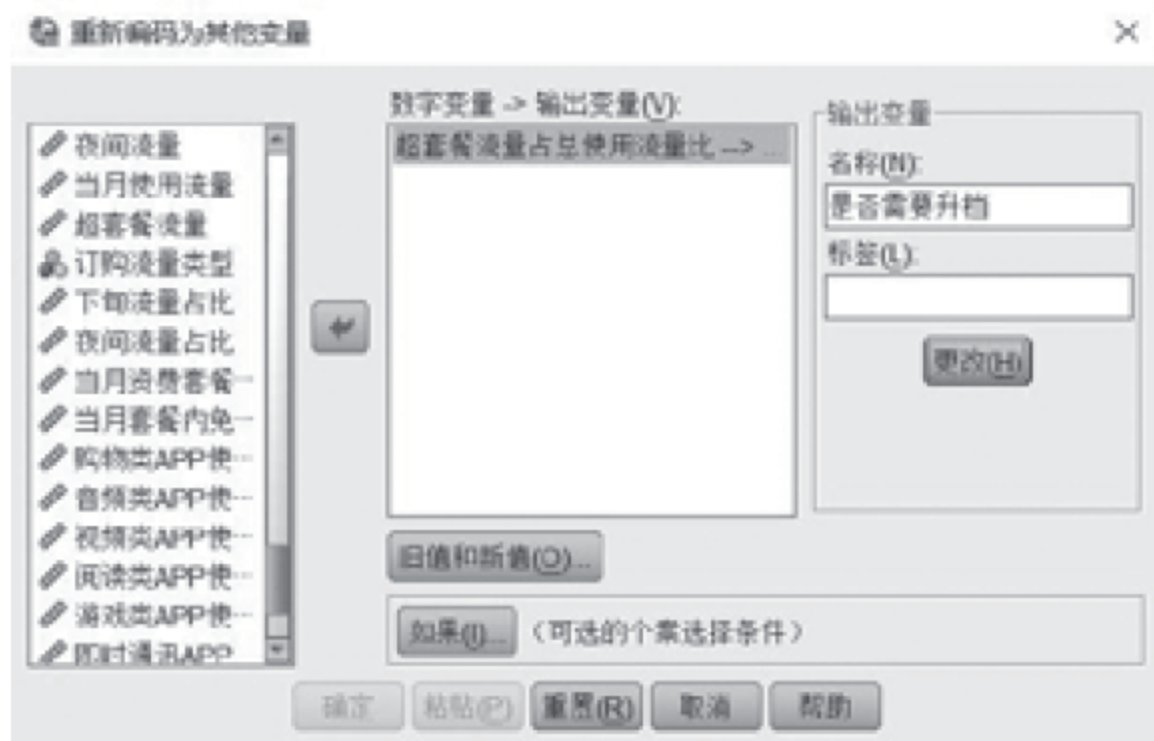 重新编码为其他变量
夜间流量
当月使用流量
超套餐流量
订购流量类型
下旬流量占比
夜间流量占比
当月资费套餐…
当月套餐内免…
购物类APP使…
音频类APP使…
视频类APP使…
阅读类APP使…
游戏类APP使…
即时通讯APP
数字变量 -> 输出变量(V):
超套餐流量占总使用流量比 --> ...
旧值和新值(O)...
如果(I)... （可选的个案选择条件）
输出变量
名称(N):
是否需要升档
标签(L):
更改(H)
确定 粘贴(P) 重置(R) 取消 帮助